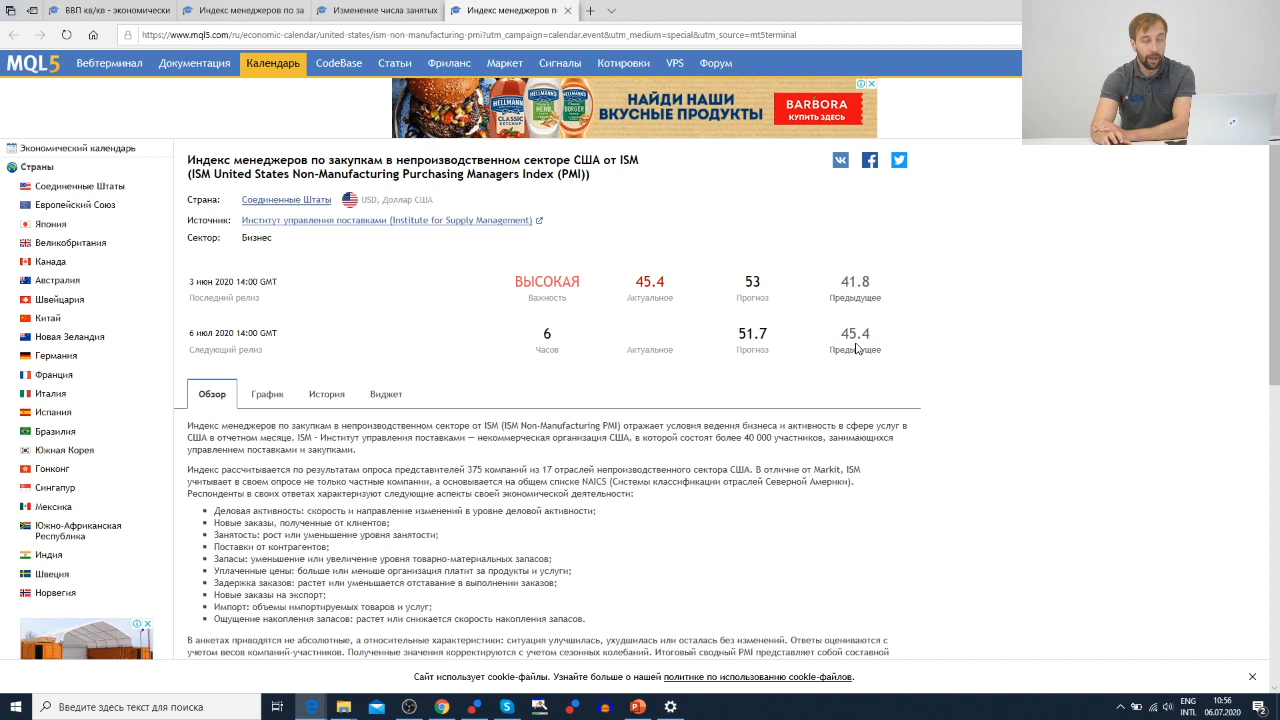 ВВП кв/кв - экономически
Изменение числа занятых
Индекс менеджеров по
https://www.mql5.com/ru/economic-calendar/united-states/ism-non-manufacturing-pmi?utm_campaign=calendar.event&utm_medium=special&utm_source=mt5terminal
MQL5 Вебтерминал Документация Календарь CodeBase Статьи Фриланс Маркет Сигналы Котировки VPS Форум
HELLMANN'S CLASSIC KETCHUP
HELLMANN'S HERB
HELLMANN'S BURGER
НАЙДИ НАШИ
ВКУСНЫЕ ПРОДУКТЫ
BARBORA
КУПИТЬ ЗДЕСЬ
Экономический календарь
Страны
Соединенные Штаты
Европейский Союз
Япония
Великобритания
Канада
Австралия
Швейцария
Китай
Новая Зеландия
Германия
Франция
Италия
Испания
Бразилия
Южная Корея
Гонконг
Сингапур
Мексика
Южно-Африканская
Республика
Индия
Швеция
Норвегия
Индекс менеджеров по закупкам в непроизводственном секторе США от ISM
(ISM United States Non-Manufacturing Purchasing Managers Index (PMI))
Страна: Соединенные Штаты USD, Доллар США
Источник: Институт управления поставками (Institute for Supply Management)
Сектор: Бизнес
3 июн 2020 14:00 GMT ВЫСОКАЯ 45.4 53 41.8
Последний релиз Важность Актуальное Прогноз Предыдущее
6 июл 2020 14:00 GMT 6 51.7 45.4
Следующий релиз Часов Актуальное Прогноз Предыдущее
Обзор График История Виджет
Индекс менеджеров по закупкам в непроизводственном секторе от ISM (ISM Non-Manufacturing PMI) отражает условия ведения бизнеса и активность в сфере услуг в
США в отчетном месяце. ISM - Институт управления поставками — некоммерческая организация США, в которой состоят более 40 000 участников, занимающихся
управлением поставками и закупками.
Индекс рассчитывается по результатам опроса представителей 375 компаний из 17 отраслей непроизводственного сектора США. В отличие от Markit, ISM
учитывает в своем опросе не только частные компании, а основывается на общем списке NAICS (Системы классификации отраслей Северной Америки).
Респонденты в своих ответах характеризуют следующие аспекты своей экономической деятельности:
Деловая активность: скорость и направление изменений в уровне деловой активности;
Новые заказы, полученные от клиентов;
Занятость: рост или уменьшение уровня занятости;
Поставки от контрагентов;
Запасы: уменьшение или увеличение уровня товарно-материальных запасов;
Уплаченные цены: больше или меньше организация платит за продукты и услуги;
Задержка заказов: растет или уменьшается отставание в выполнении заказов;
Новые заказы на экспорт;
Импорт: объемы импортируемых товаров и услуг;
Ощущение накопления запасов: растет или снижается скорость накопления запасов.
В анкетах приводятся не абсолютные, а относительные характеристики: ситуация улучшилась, ухудшилась или осталась без изменений. Ответы оцениваются с
учетом весов компаний-участников. Полученные значения корректируются с учетом сезонных колебаний. Итоговый сводный PMI представляет собой составной
Сайт использует cookie-файлы. Узнайте больше о нашей политике по использованию cookie-файлов.
Введите здесь текст для поиска
ENG
INTL
10:56
06.07.2020
2